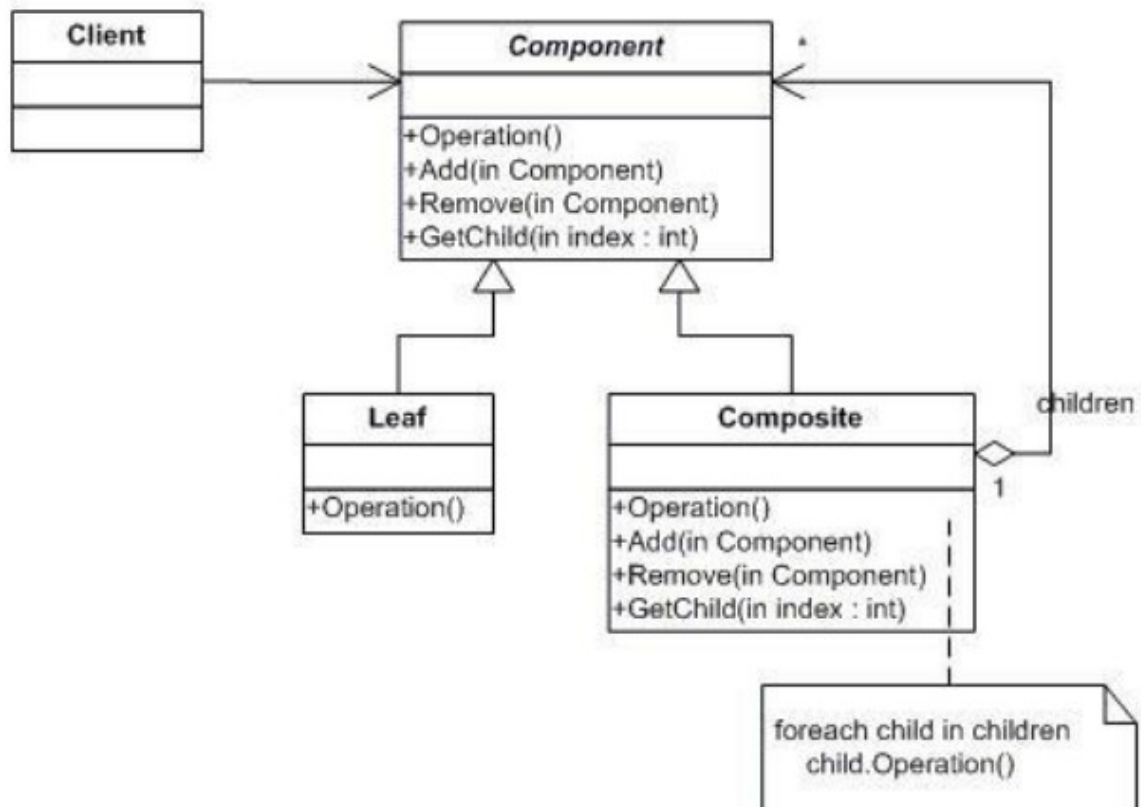 Client
Component
*
+Operation()
+Add(in Component)
+Remove(in Component)
+GetChild(in index : int)
Leaf
+Operation()
Composite
children
1
+Operation()
+Add(in Component)
+Remove(in Component)
+GetChild(in index : int)
foreach child in children
child.Operation()